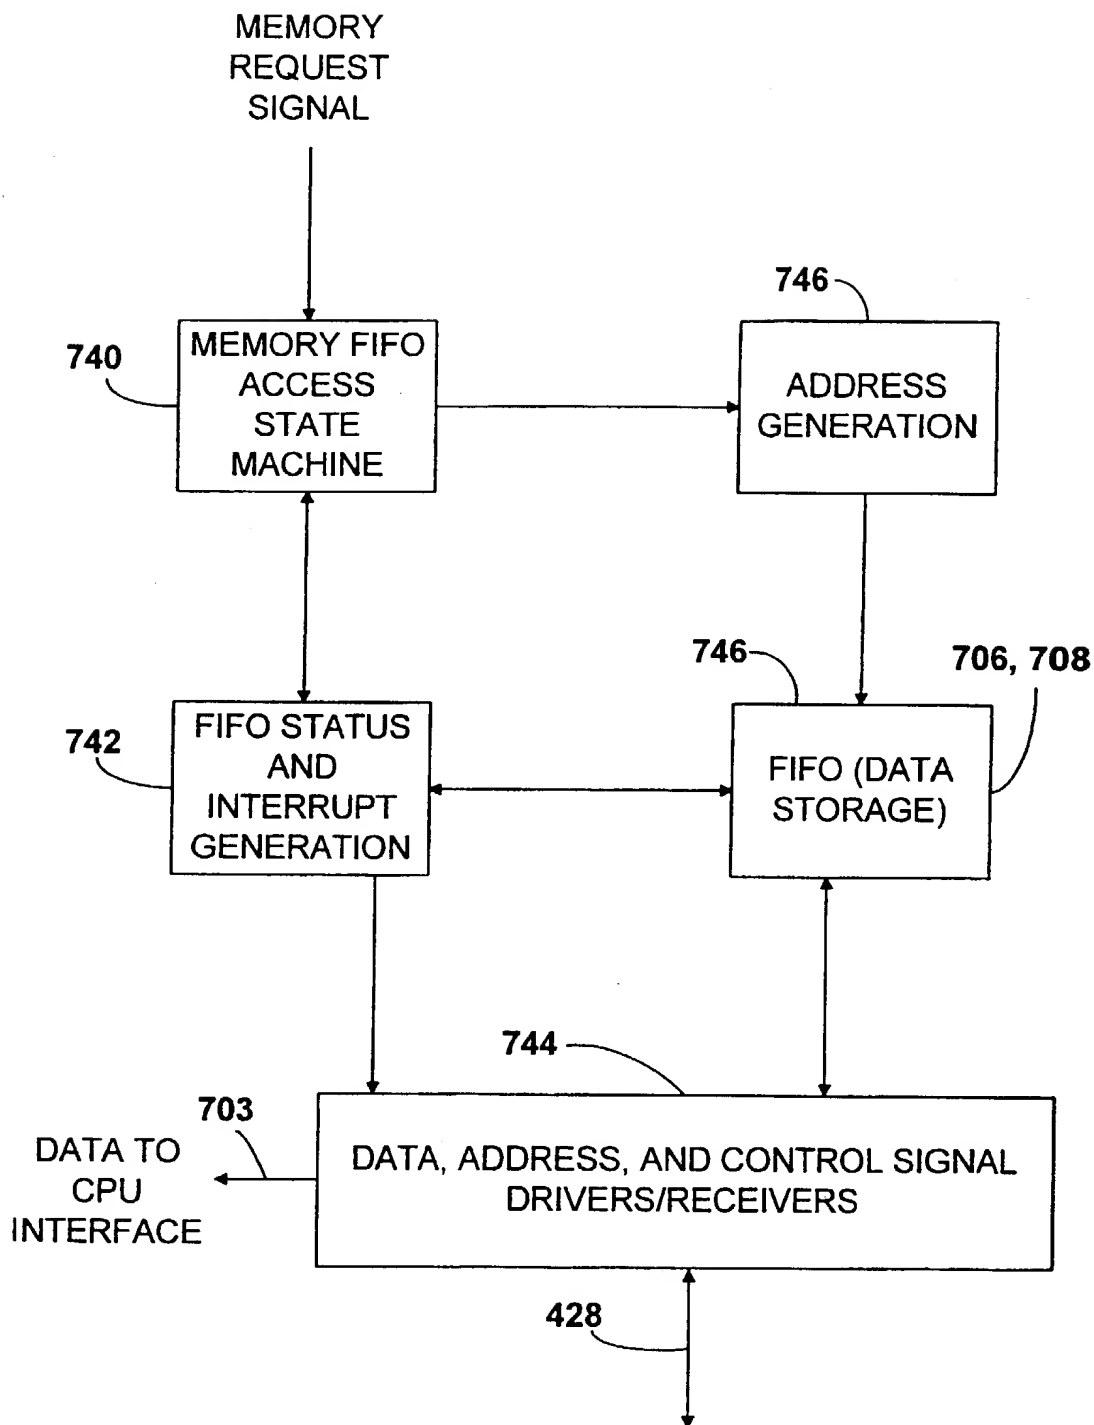 MEMORY
REQUEST
SIGNAL
746
740
MEMORY FIFO
ACCESS
STATE
MACHINE
ADDRESS
GENERATION
746
706, 708
742
FIFO STATUS
AND
INTERRUPT
GENERATION
FIFO (DATA
STORAGE)
744
703
DATA TO
CPU
INTERFACE
DATA, ADDRESS, AND CONTROL SIGNAL
DRIVERS/RECEIVERS
428